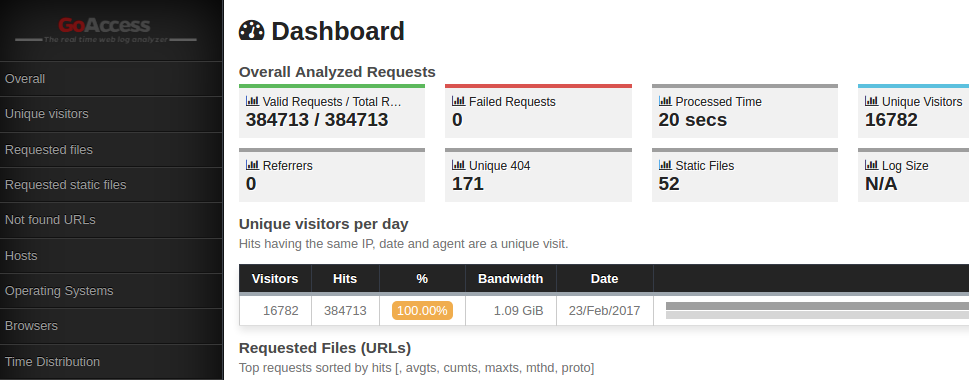 GoAccess
The real time web log analyzer
Overall
Unique visitors
Requested files
Requested static files
Not found URLs
Hosts
Operating Systems
Browsers
Time Distribution
Dashboard
Overall Analyzed Requests
Valid Requests / Total R… Failed Requests Processed Time Unique Visitors
384713 / 384713 0 20 secs 16782
Referrers Unique 404 Static Files Log Size
0 171 52 N/A
Unique visitors per day
Hits having the same IP, date and agent are a unique visit.
Visitors Hits % Bandwidth Date
16782 384713 100.00% 1.09 GiB 23/Feb/2017
Requested Files (URLs)
Top requests sorted by hits [, avgts, cumts, maxts, mthd, proto]